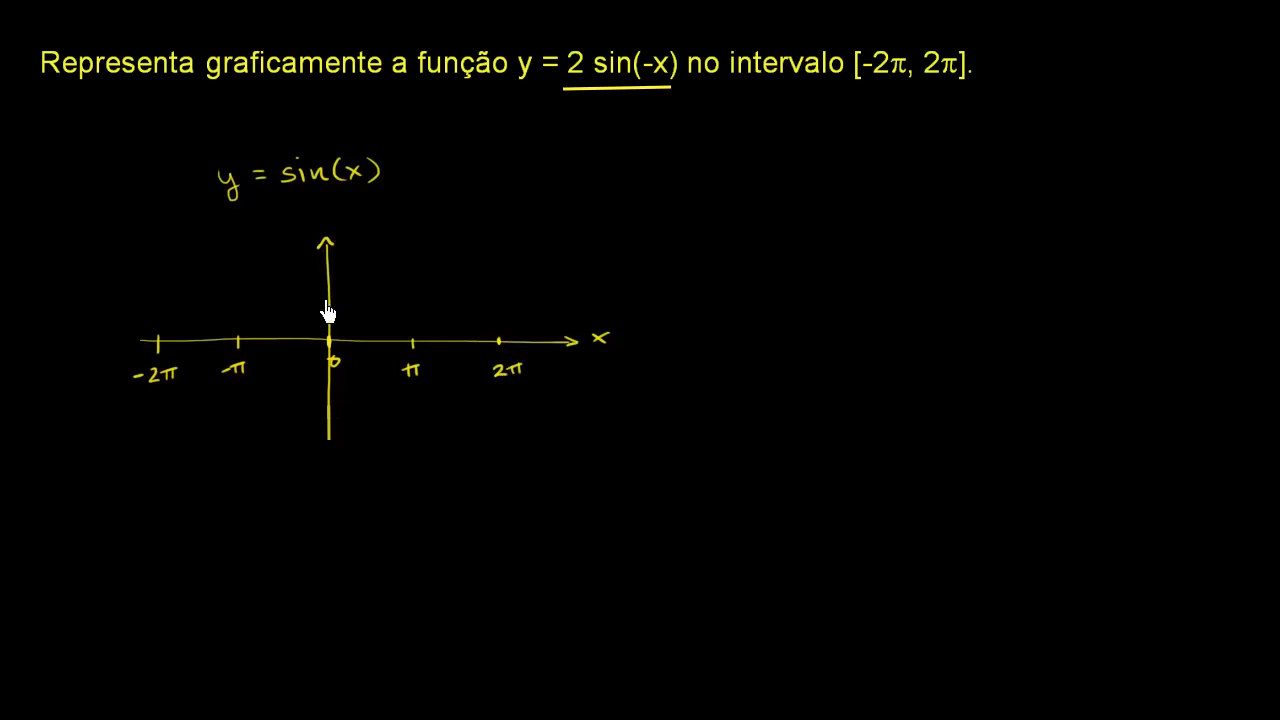 Representa graficamente a função y = 2 sin(-x) no intervalo [-2π, 2π].
y = sin(x)
x
-2π -π 0 π 2π